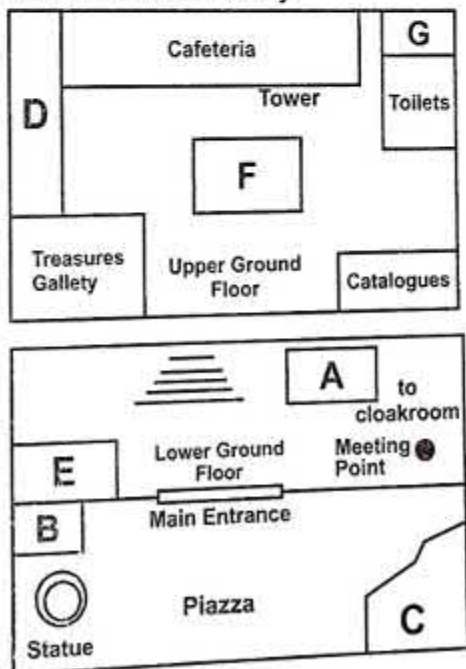 Cafeteria
G
D
Tower
Toilets
F
Treasures
Gallety
Upper Ground
Floor
Catalogues
A
to
cloakroom
Lower Ground
Floor
Meeting
Point
E
Main Entrance
B
Piazza
C
Statue